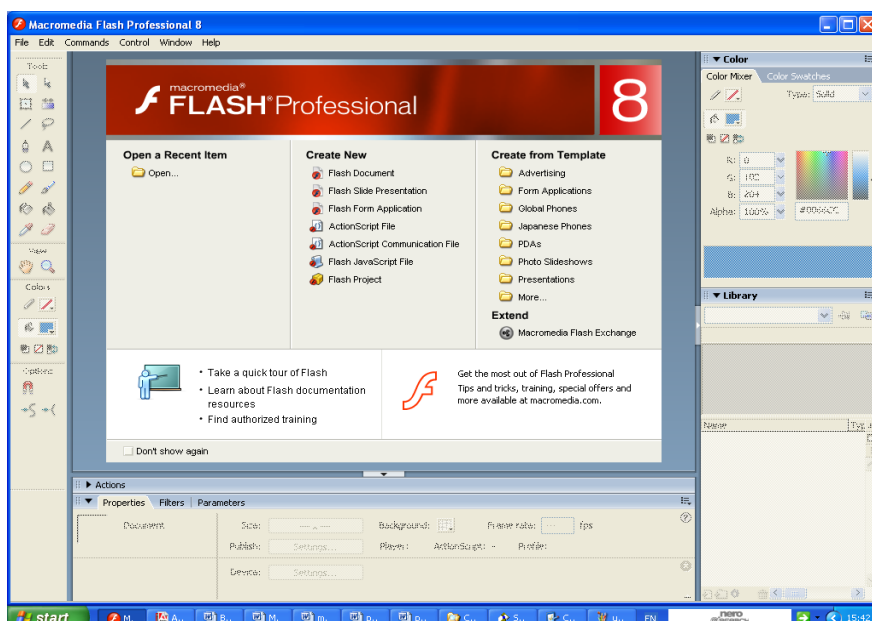 Macromedia Flash Professional 8
File Edit Commands Control Window Help
Tools
View
Colors
Options
macromedia®
FLASH® Professional
8
Open a Recent Item
Open...
Create New
Flash Document
Flash Slide Presentation
Flash Form Application
ActionScript File
ActionScript Communication File
Flash JavaScript File
Flash Project
Create from Template
Advertising
Form Applications
Global Phones
Japanese Phones
PDAs
Photo Slideshows
Presentations
More...
Extend
Macromedia Flash Exchange
• Take a quick tour of Flash
• Learn about Flash documentation
resources
• Find authorized training
Get the most out of Flash Professional
Tips and tricks, training, special offers and
more available at macromedia.com.
Don't show again
Color
Color Mixer Color Swatches
Type: Solid
R: 0
G: 102
B: 204
Alpha: 100% #0066CC
Library
Name
Actions
Properties Filters Parameters
Document Size: Background: Frame rate: fps
Publish: Settings... Player: ActionScript: - Profile:
Device: Settings...
start M. A.. B.. M. m. p.. p.. C.. S.. C.. u.. EN nero 15:42